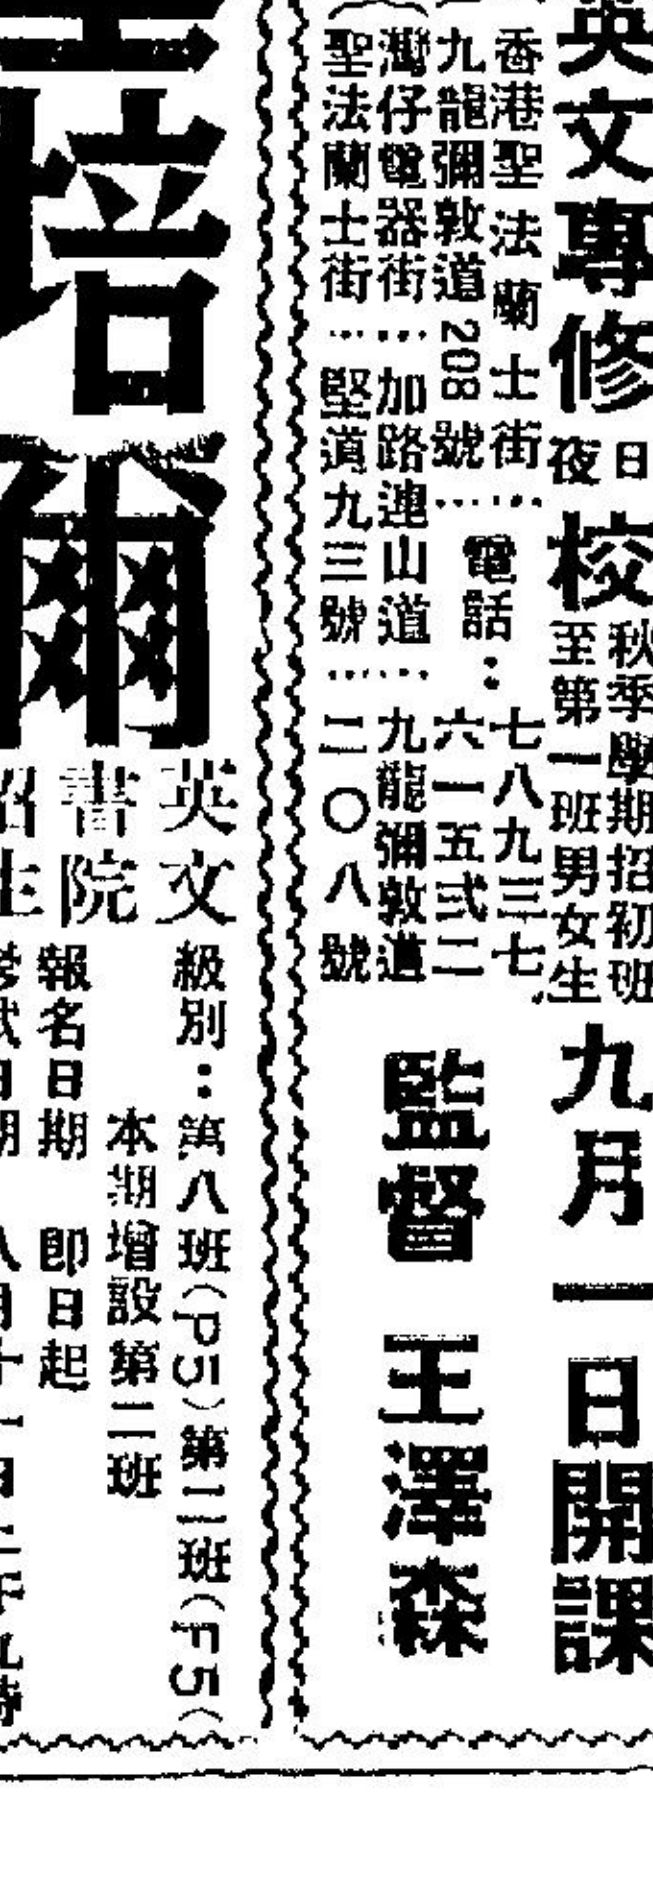 英文專修
日
夜
校
秋季學期招初班
至第一班男女生
九月一日開課
香港聖法蘭士街……電話：七八九三七
九龍彌敦道208號……六一五弍二
灣仔電器街…加路連山道…九龍彌敦道
聖法蘭士街…堅道九三號…二〇八號
監督 王澤森
培爾
英文
書院
招生
級別：第八班(P5)第二班(F5(
本期增設第二班
報名日期 即日起